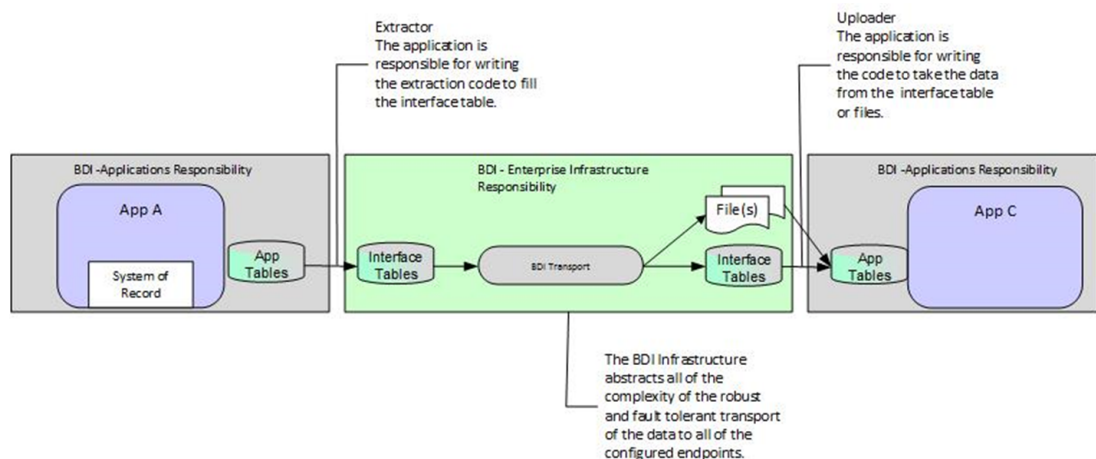 Extractor
The application is
responsible for writing
the extraction code to fill
the interface table.
Uploader
The application is
responsible for writing
the code to take the data
from the interface table
or files.
BDI -Applications Responsibility
App A
System of
Record
App
Tables
BDI - Enterprise Infrastructure
Responsibility
Interface
Tables
BDI Transport
File(s)
Interface
Tables
BDI -Applications Responsibility
App
Tables
App C
The BDI Infrastructure
abstracts all of the
complexity of the robust
and fault tolerant transport
of the data to all of the
configured endpoints.